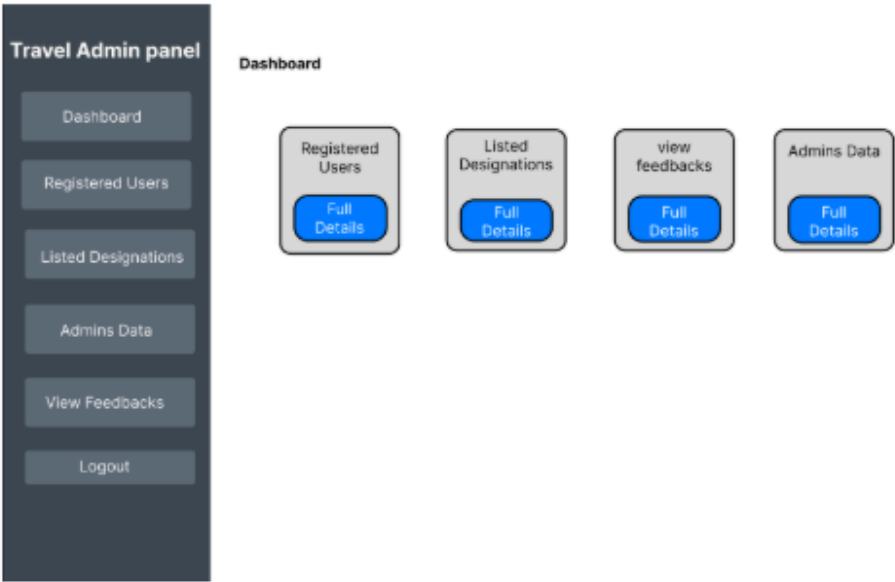 Travel Admin panel
Dashboard
Registered Users
Listed Designations
Admins Data
View Feedbacks
Logout
Dashboard
Registered
Users
Full
Details
Listed
Designations
Full
Details
view
feedbacks
Full
Details
Admins Data
Full
Details